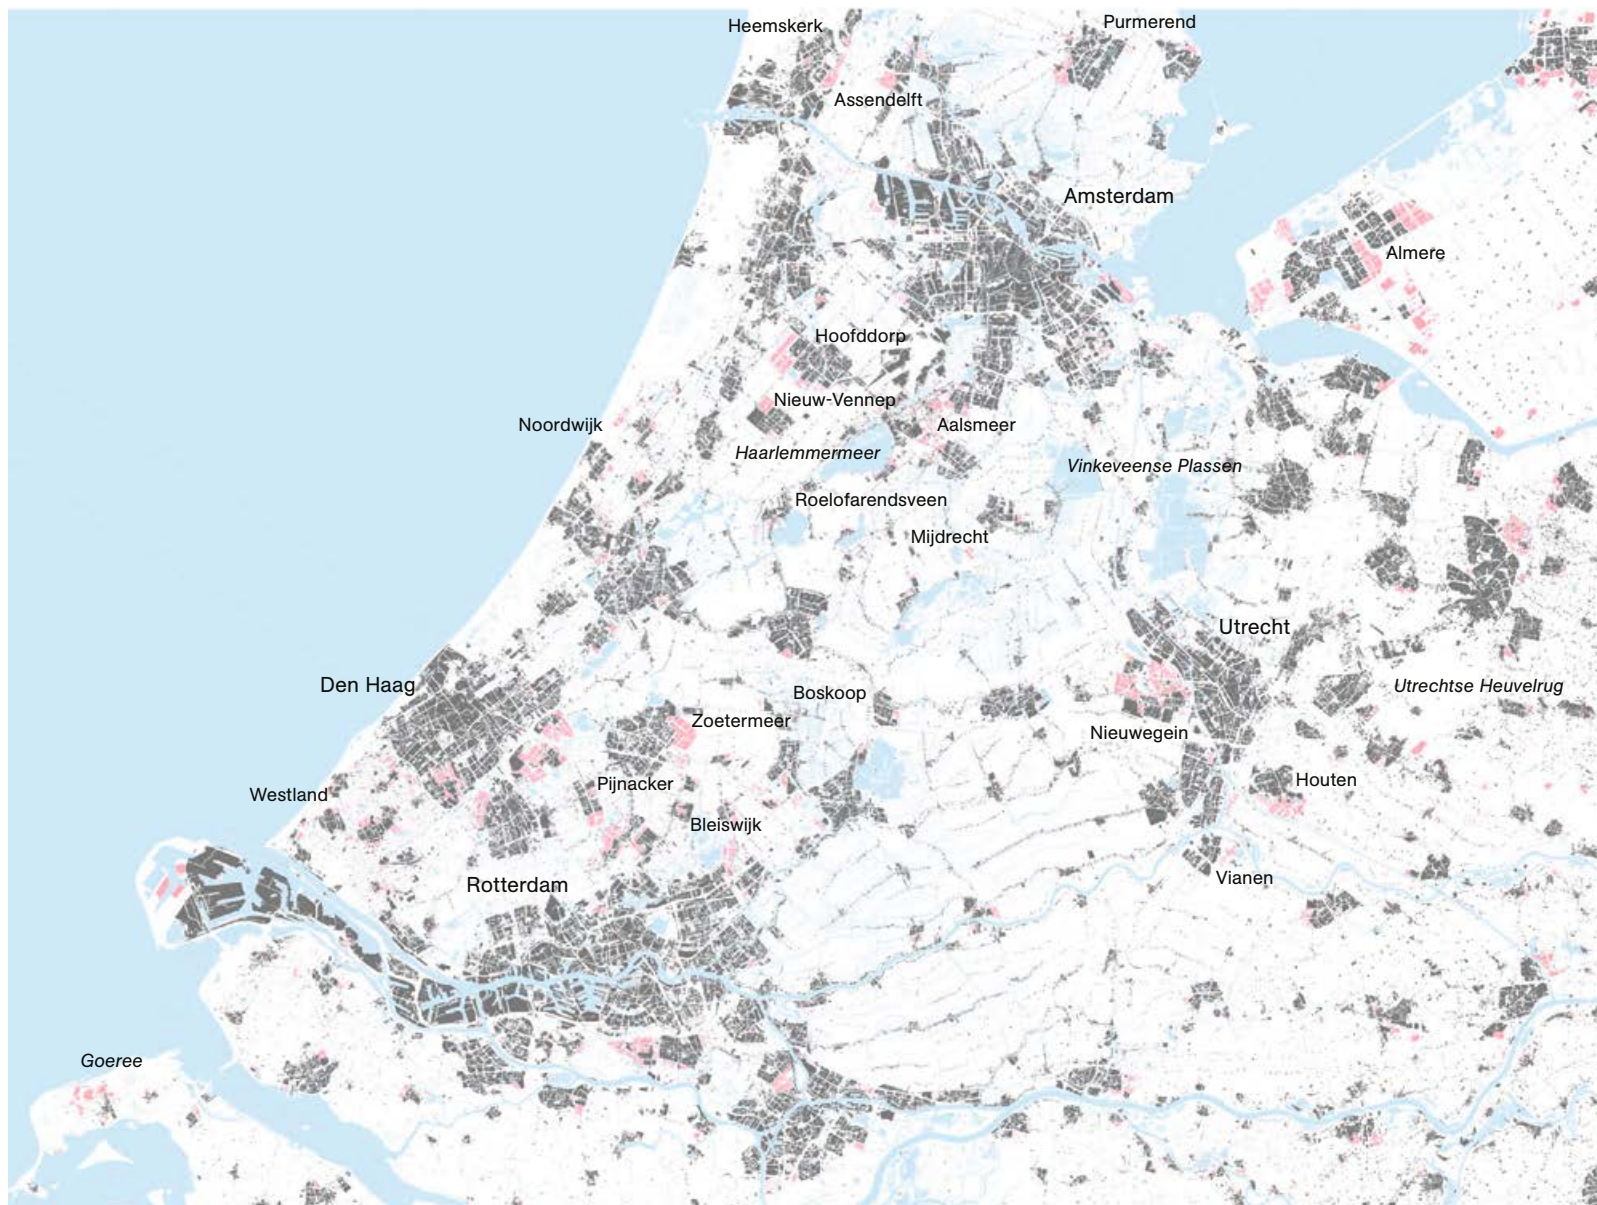 Heemskerk
Purmerend
Assendelft
Amsterdam
Almere
Hoofddorp
Nieuw-Vennep
Noordwijk
Aalsmeer
Haarlemmermeer
Vinkeveense Plassen
Roelofarendsveen
Mijdrecht
Utrecht
Den Haag
Boskoop
Utrechtse Heuvelrug
Zoetermeer
Nieuwegein
Pijnacker
Houten
Westland
Bleiswijk
Vianen
Rotterdam
Goeree